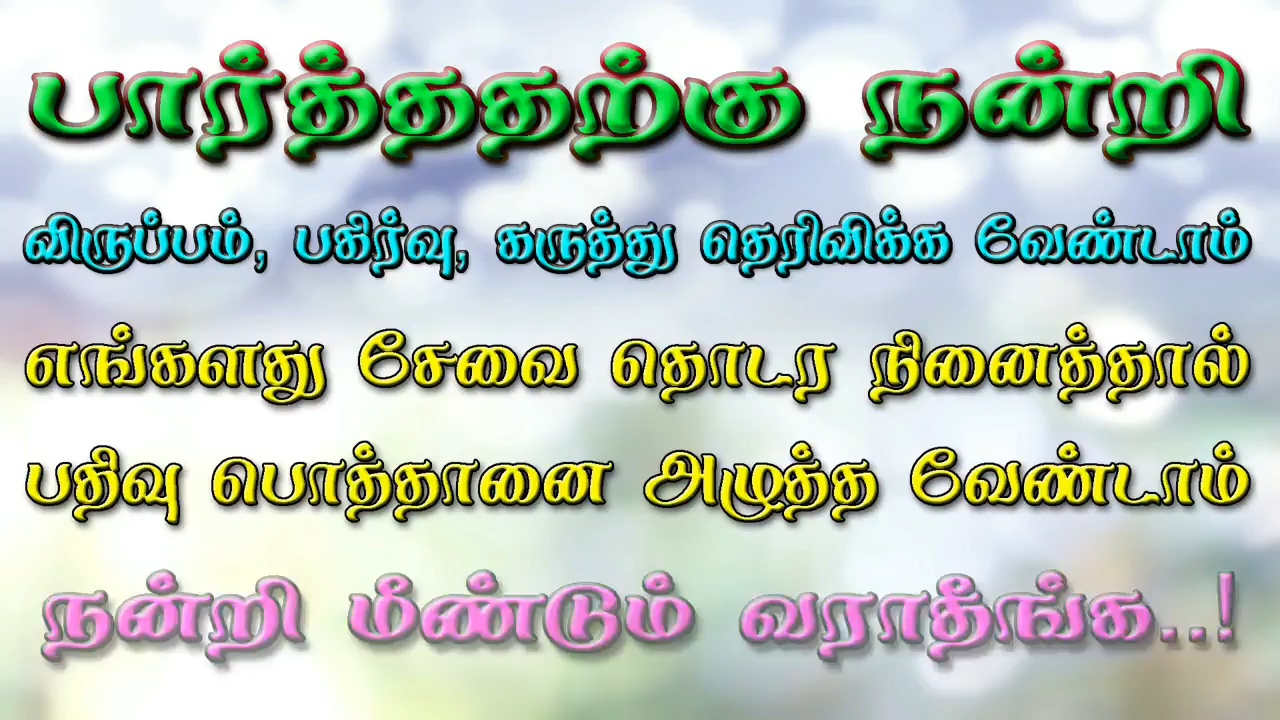 பார்த்ததற்கு நன்றி
விருப்பம், பகிர்வு, கருத்து தெரிவிக்க வேண்டாம்
எங்களது சேவை தொடர நினைத்தால்
பதிவு பொத்தானை அழுத்த வேண்டாம்
நன்றி மீண்டும் வராதீங்க...!